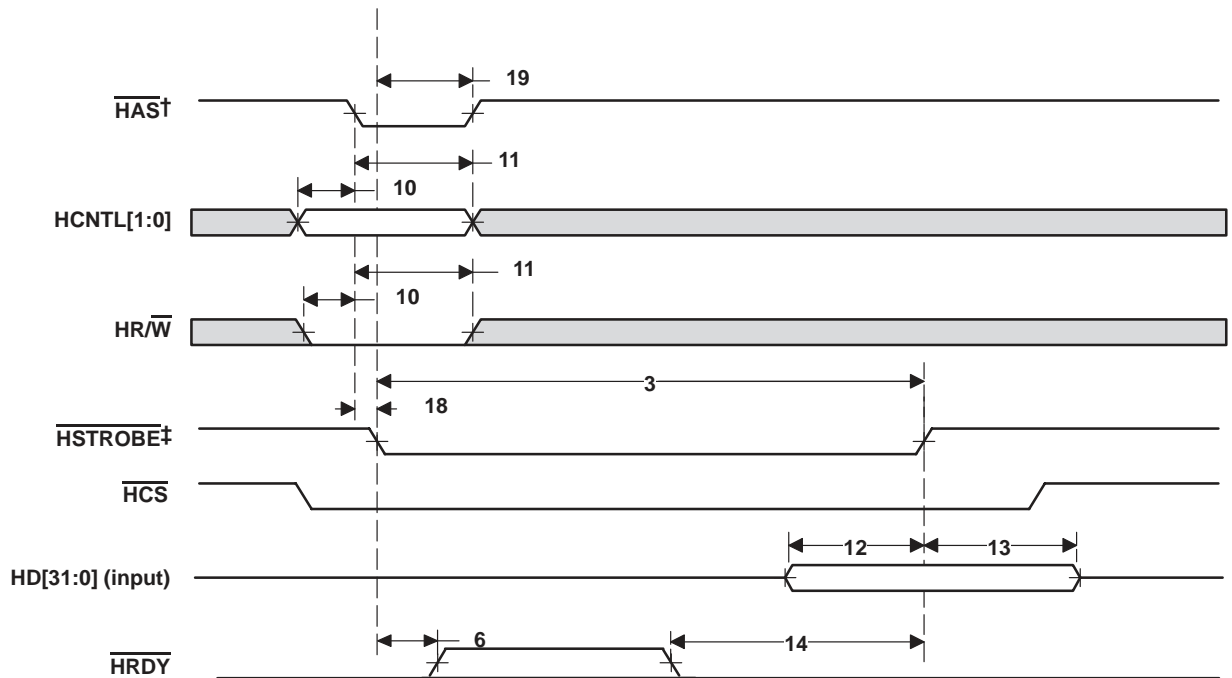 19
HAS†
11
10
HCNTL[1:0]
11
10
HR/W
3
18
HSTROBE‡
HCS
12 13
HD[31:0] (input)
6 14
HRDY